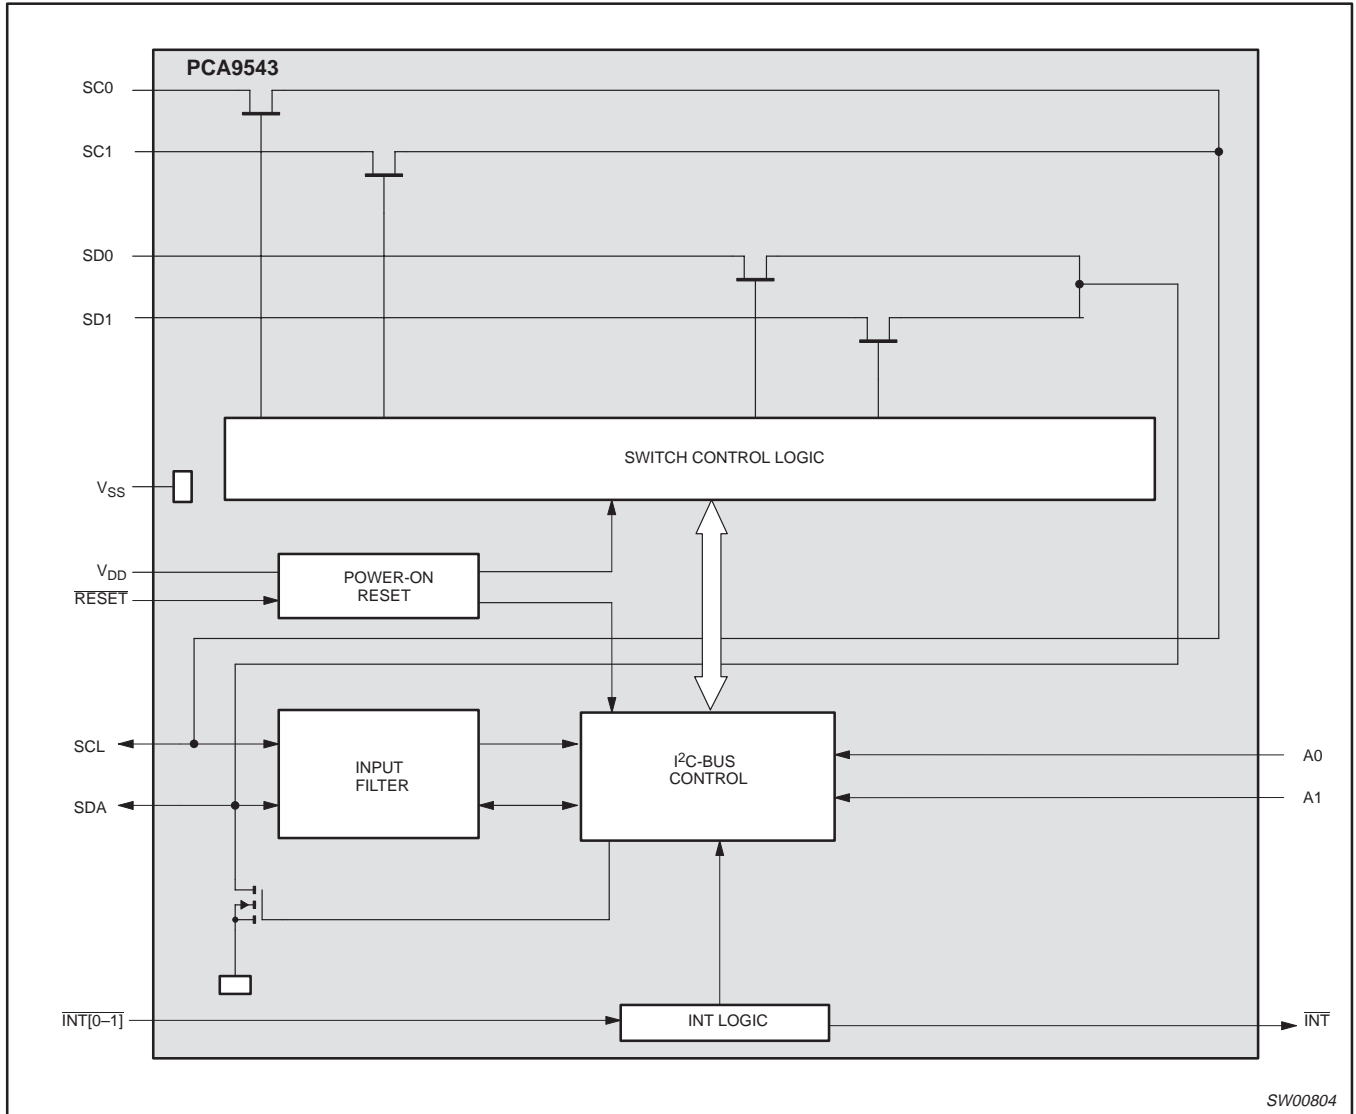 PCA9543
SC0
SC1
SD0
SD1
SWITCH CONTROL LOGIC
VSS
VDD
RESET
POWER-ON
RESET
SCL
SDA
INPUT
FILTER
I²C-BUS
CONTROL
A0
A1
INT[0–1]
INT LOGIC
INT
SW00804